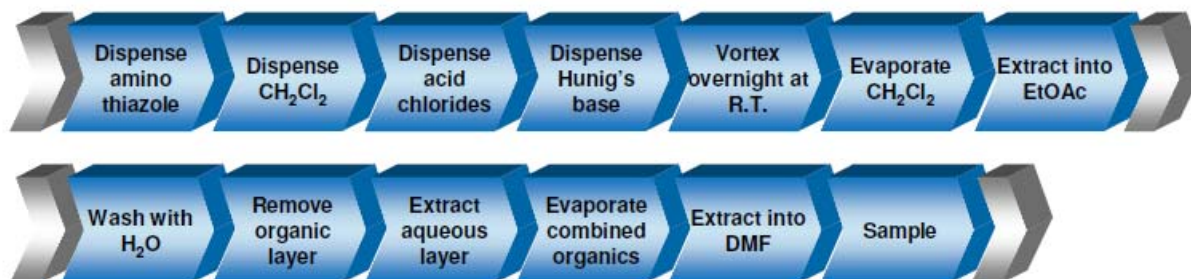 Dispense
amino
thiazole
Dispense
CH₂Cl₂
Dispense
acid
chlorides
Dispense
Hunig's
base
Vortex
overnight at
R.T.
Evaporate
CH₂Cl₂
Extract into
EtOAc
Wash with
H₂O
Remove
organic
layer
Extract
aqueous
layer
Evaporate
combined
organics
Extract into
DMF
Sample